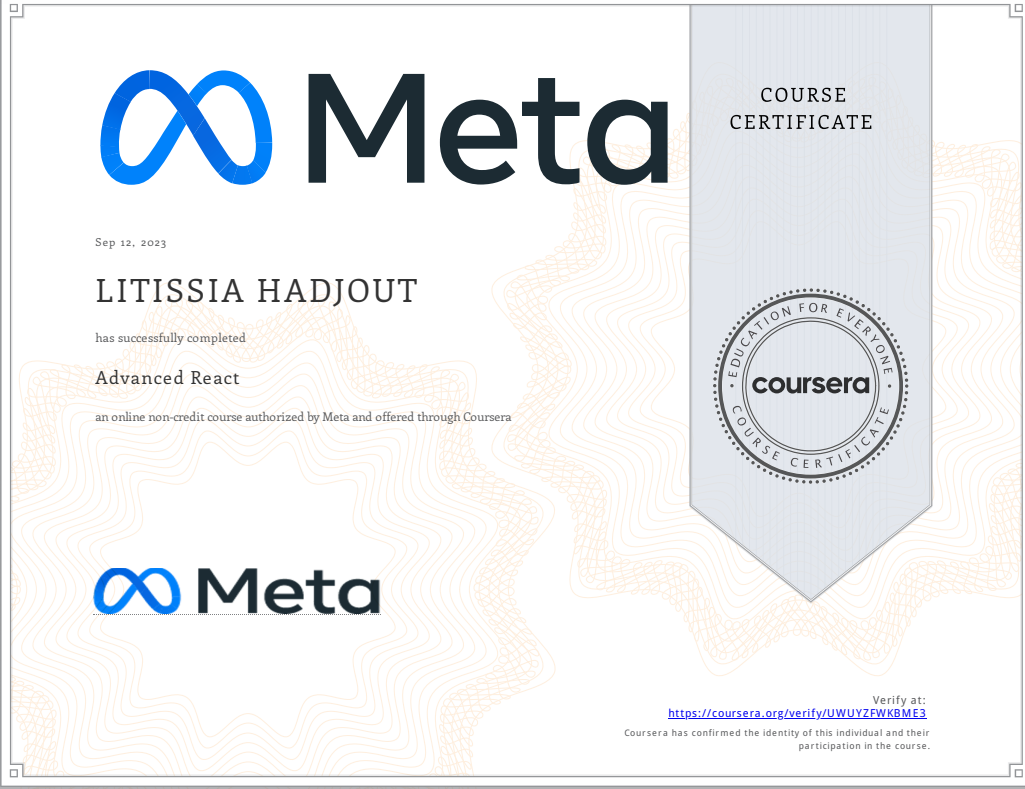 Meta
COURSE
CERTIFICATE
Sep 12, 2023
LITISSIA HADJOUT
has successfully completed
Advanced React
an online non-credit course authorized by Meta and offered through Coursera
EDUCATION FOR EVERYONE
coursera
COURSE CERTIFICATE
Meta
Verify at:
https://coursera.org/verify/UWUYZFWKBME3
Coursera has confirmed the identity of this individual and their
participation in the course.